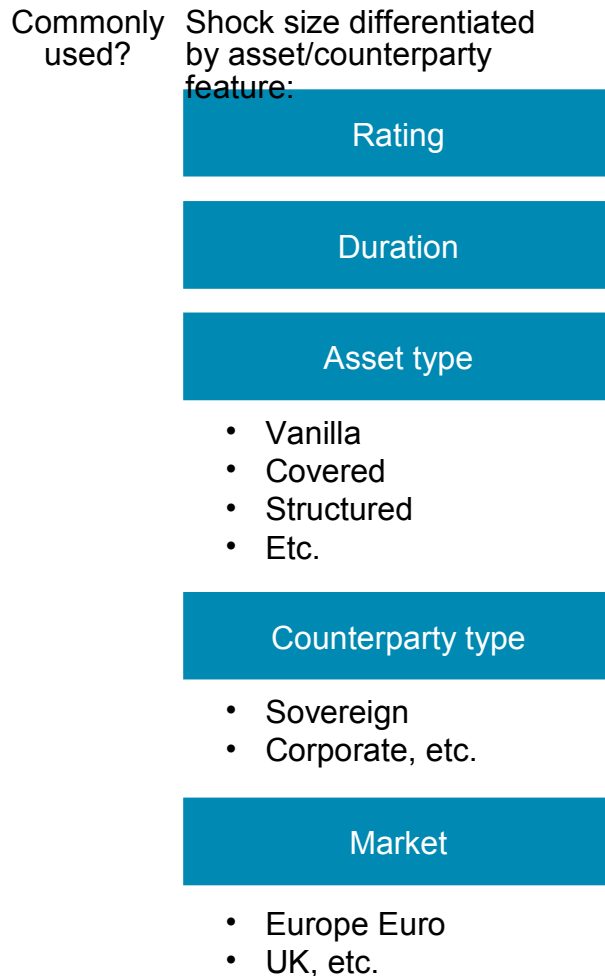 Commonly
used?
Shock size differentiated
by asset/counterparty
feature:
Rating
Duration
Asset type
• Vanilla
• Covered
• Structured
• Etc.
Counterparty type
• Sovereign
• Corporate, etc.
Market
• Europe Euro
• UK, etc.